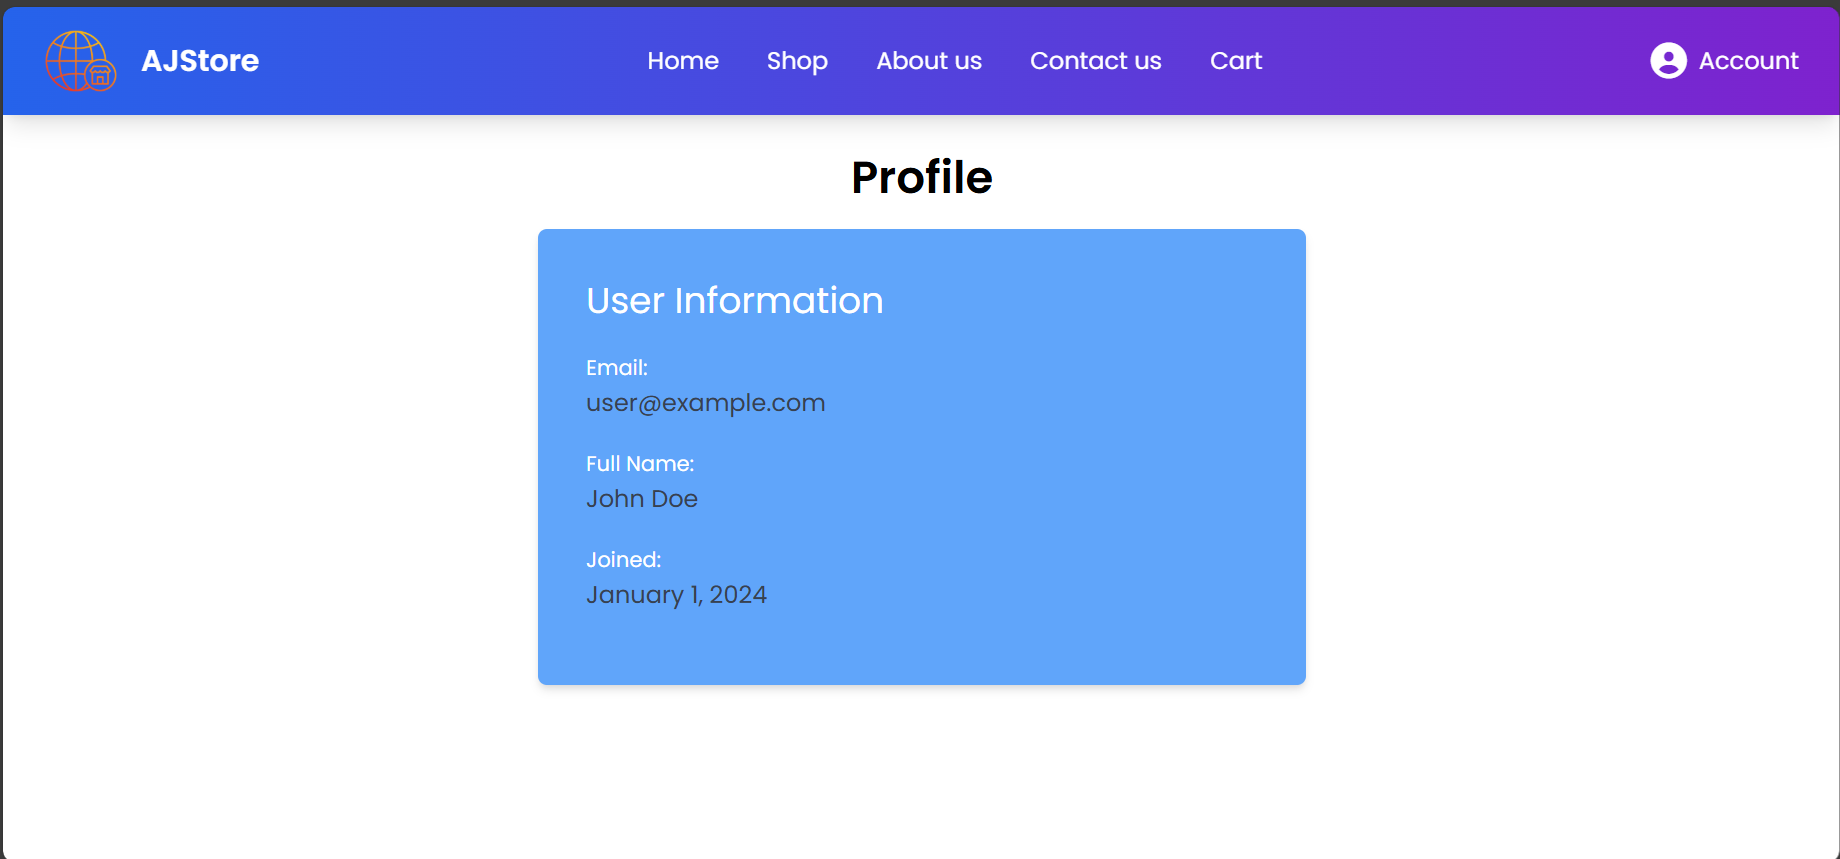 AJStore
Home Shop About us Contact us Cart
Account
Profile
User Information
Email:
user@example.com
Full Name:
John Doe
Joined:
January 1, 2024